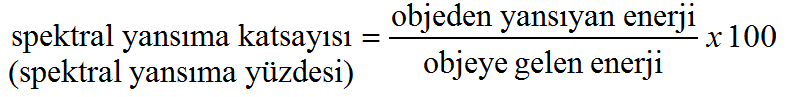 spektral yansıma katsayısı = objeden yansıyan enerji / objeye gelen enerji x 100
(spektral yansıma yüzdesi)